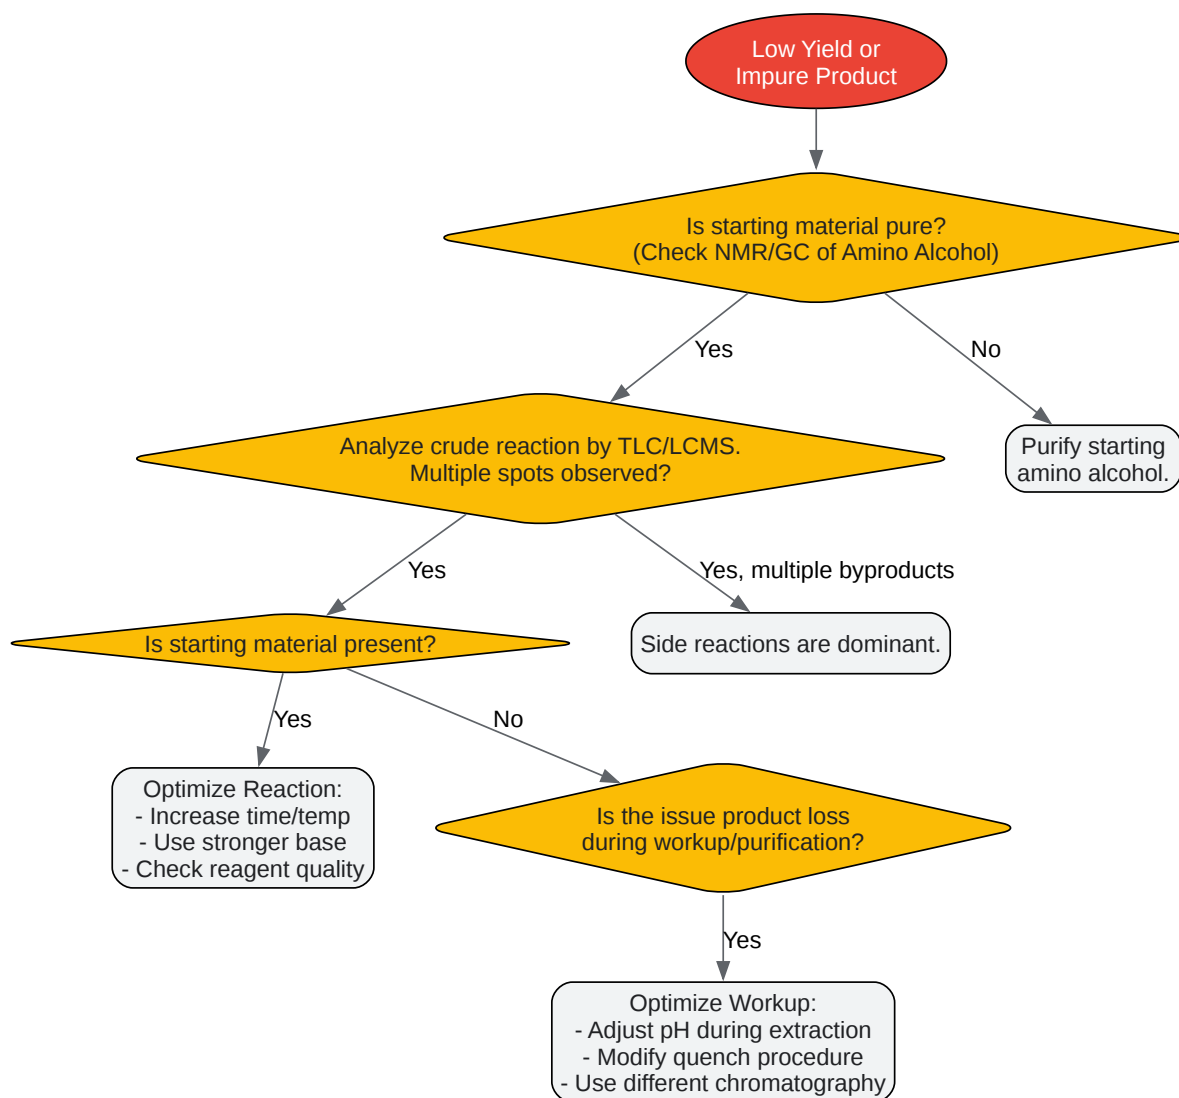 Low Yield or
Impure Product
Is starting material pure?
(Check NMR/GC of Amino Alcohol)
Yes
No
Analyze crude reaction by TLC/LCMS.
Multiple spots observed?
Purify starting
amino alcohol.
Yes
Yes, multiple byproducts
Is starting material present?
Side reactions are dominant.
Yes
No
Optimize Reaction:
- Increase time/temp
- Use stronger base
- Check reagent quality
Is the issue product loss
during workup/purification?
Yes
Optimize Workup:
- Adjust pH during extraction
- Modify quench procedure
- Use different chromatography